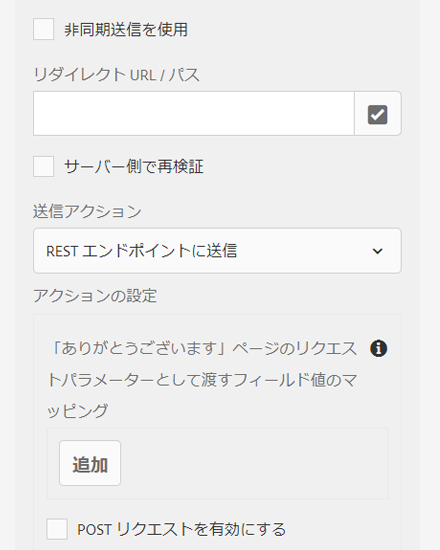 非同期送信を使用
リダイレクト URL / パス
サーバー側で再検証
送信アクション
REST エンドポイントに送信
アクションの設定
「ありがとうございます」ページのリクエス
トパラメーターとして渡すフィールド値のマ
ッピング
追加
POST リクエストを有効にする